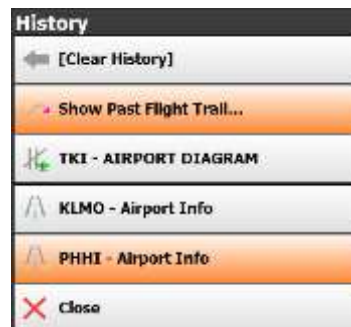 History
[Clear History]
Show Past Flight Trail...
TKI - AIRPORT DIAGRAM
KLMO - Airport Info
PHHI - Airport Info
Close